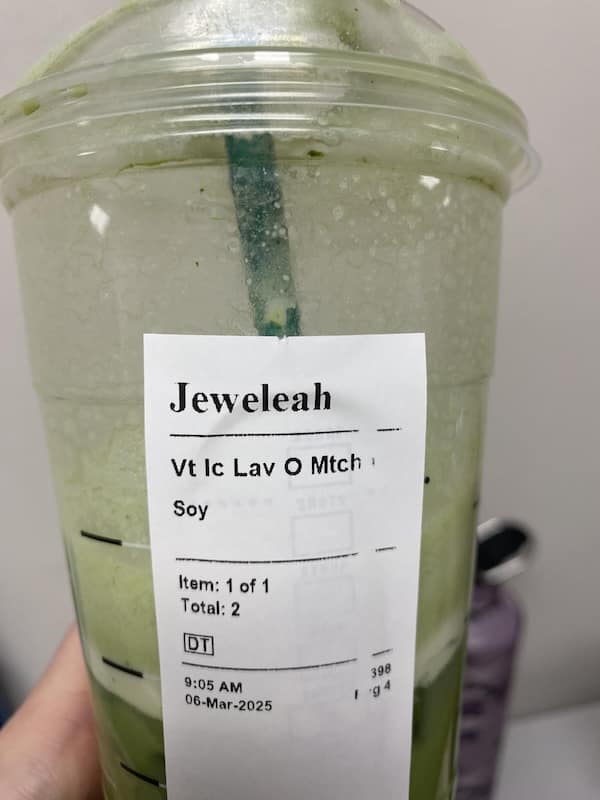 Jeweleah
Vt Ic Lav O Mtch
Soy
Item: 1 of 1
Total: 2
DT
9:05 AM
398
06-Mar-2025
g 4